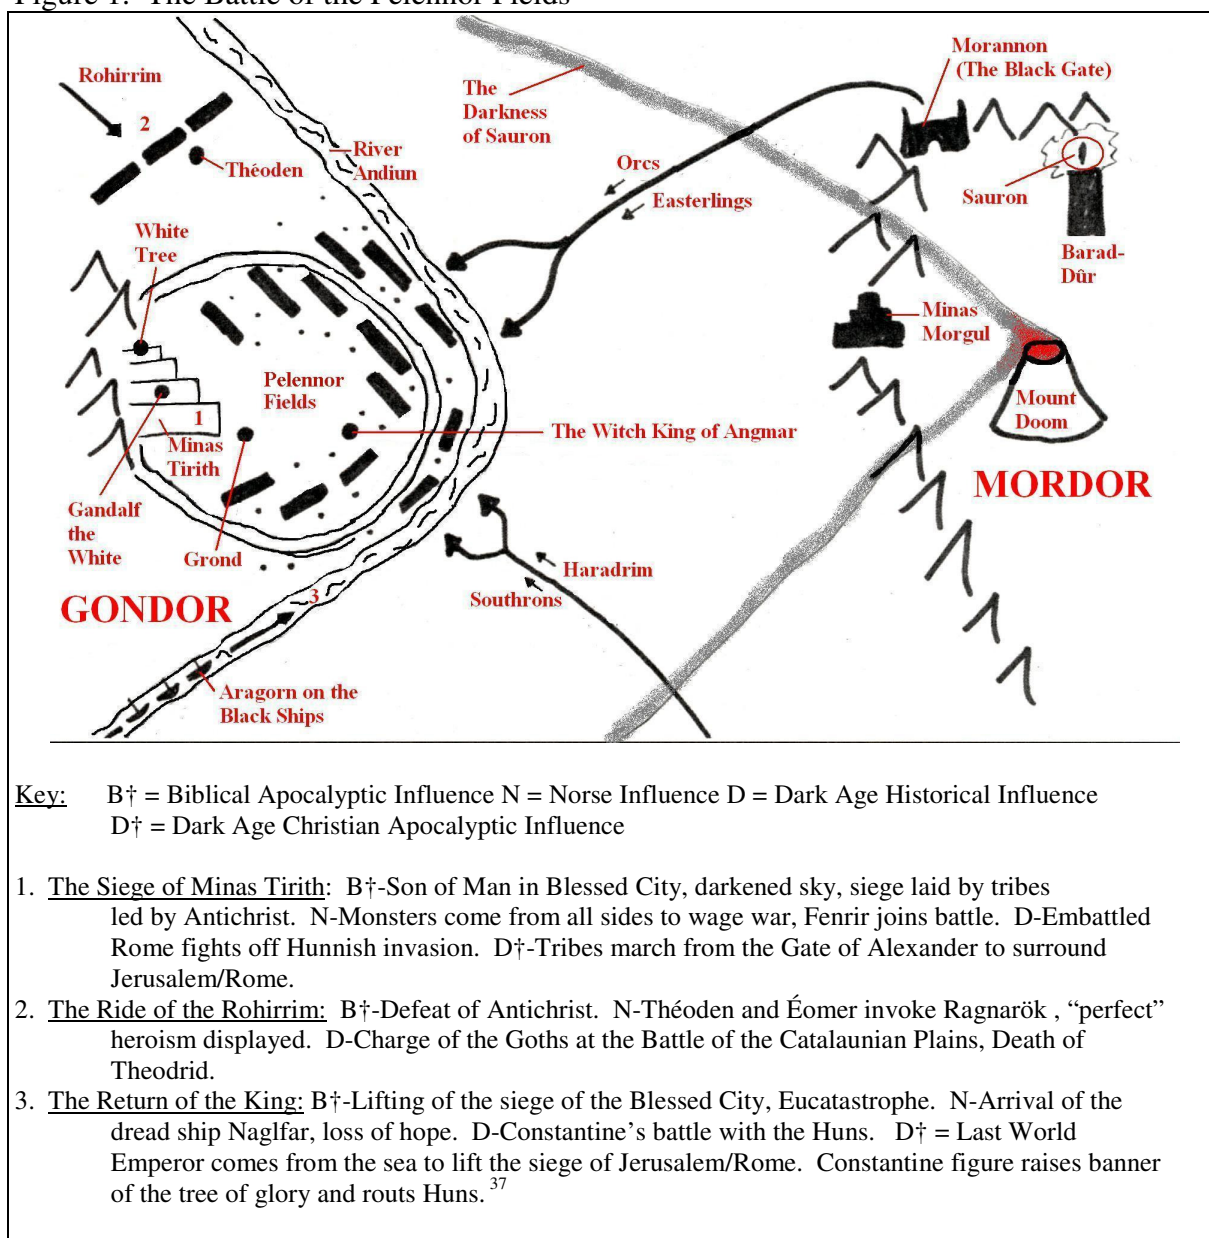 Figure 1. The Battle of the Pelennor Fields
Rohirrim
2
Théoden
River
Andiun
The
Darkness
of Sauron
Morannon
(The Black Gate)
Orcs
Easterlings
Sauron
Barad-
Dûr
White
Tree
Minas
Morgul
Pelennor
Fields
1
Minas
Tirith
The Witch King of Angmar
Mount
Doom
MORDOR
Gandalf
the
White
Grond
GONDOR
3
Haradrim
Southrons
Aragorn on the
Black Ships
Key: B† = Biblical Apocalyptic Influence N = Norse Influence D = Dark Age Historical Influence
D† = Dark Age Christian Apocalyptic Influence
1. The Siege of Minas Tirith: B†-Son of Man in Blessed City, darkened sky, siege laid by tribes
led by Antichrist. N-Monsters come from all sides to wage war, Fenrir joins battle. D-Embattled
Rome fights off Hunnish invasion. D†-Tribes march from the Gate of Alexander to surround
Jerusalem/Rome.
2. The Ride of the Rohirrim: B†-Defeat of Antichrist. N-Théoden and Éomer invoke Ragnarök , “perfect”
heroism displayed. D-Charge of the Goths at the Battle of the Catalaunian Plains, Death of
Theodrid.
3. The Return of the King: B†-Lifting of the siege of the Blessed City, Eucatastrophe. N-Arrival of the
dread ship Naglfar, loss of hope. D-Constantine’s battle with the Huns. D† = Last World
Emperor comes from the sea to lift the siege of Jerusalem/Rome. Constantine figure raises banner
of the tree of glory and routs Huns. 37